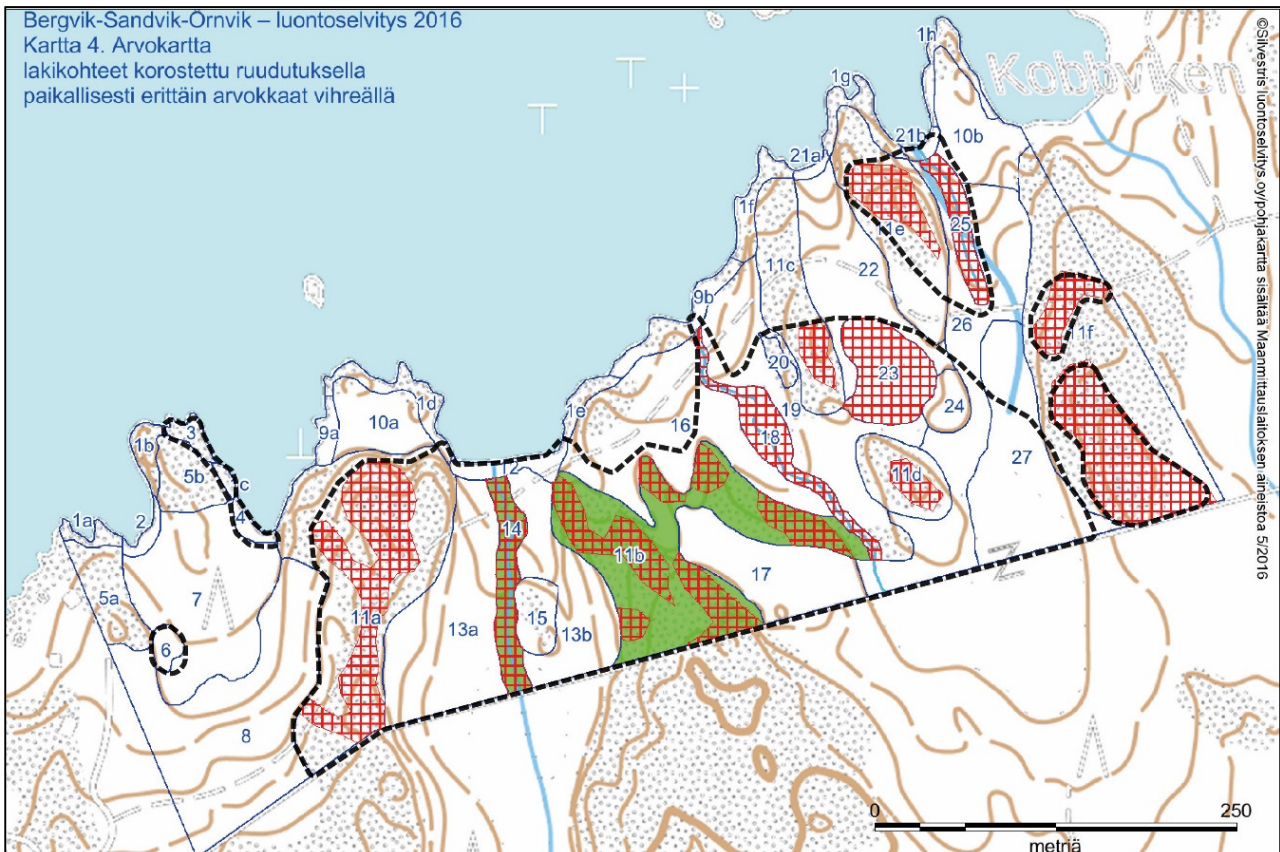 Bergvik-Sandvik-Örnvik – luontoselvitys 2016
Kartta 4. Arvokartta
lakikohteet korostettu ruudutuksella
paikallisesti erittäin arvokkaat vihreällä
©Silvestris luontoselvitys oy/pohjakartta sisältää Maanmittauslaitoksen aineistoa 5/2016
Kobbviken
1h
1g
21b
10b
21a
1f
11e
25
11c
22
9b
26
1f
20
23
1d
1e
16
19
24
10a
9a
3
18
1b
5b
c
27
11d
2
4
1a
2
14
11b
17
5a
7
11a
13a
15
13b
6
8
0
250
metriä